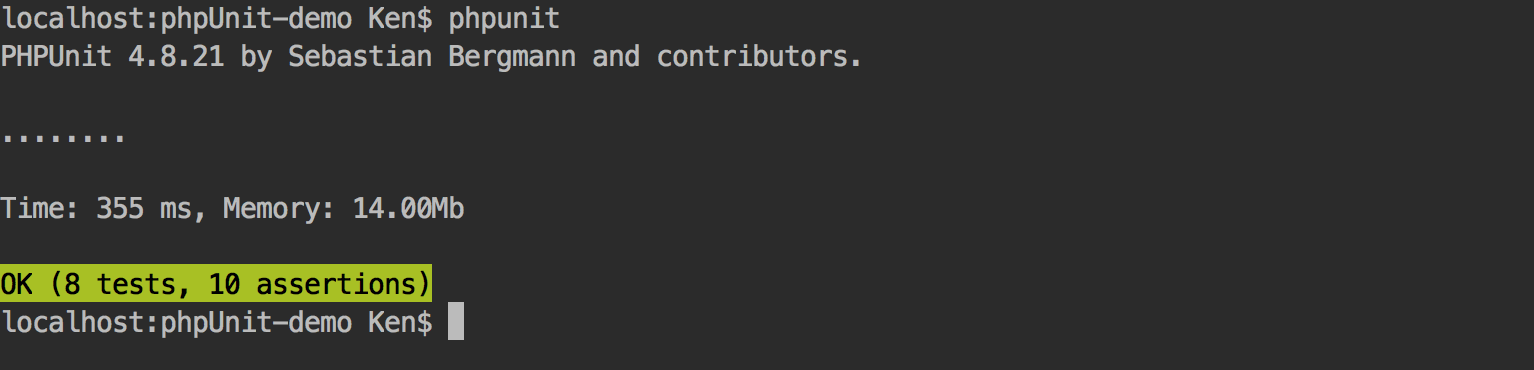 localhost:phpUnit-demo Ken$ phpunit
PHPUnit 4.8.21 by Sebastian Bergmann and contributors.
........
Time: 355 ms, Memory: 14.00Mb
OK (8 tests, 10 assertions)
localhost:phpUnit-demo Ken$